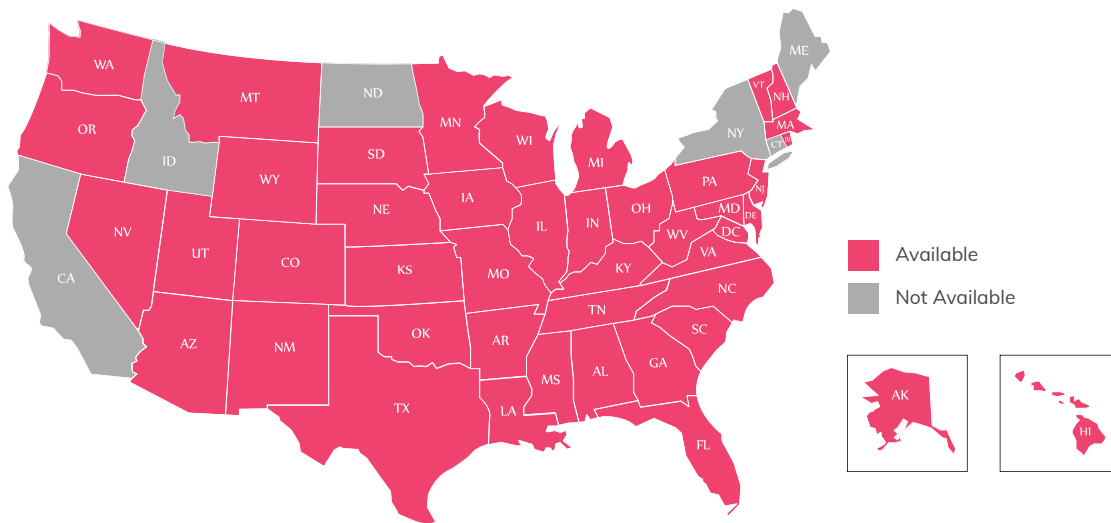 ME
WA
MT
ND
VT
NH
MN
OR
MA
WI
NY
RI
CT
SD
MI
ID
WY
PA
NJ
IA
NE
OH
MD
DE
IL
IN
NV
WV
DC
UT
VA
CO
KS
KY
MO
CA
NC
TN
SC
OK
AR
AZ
NM
GA
AL
MS
TX
LA
FL
Available
Not Available
AK
HI